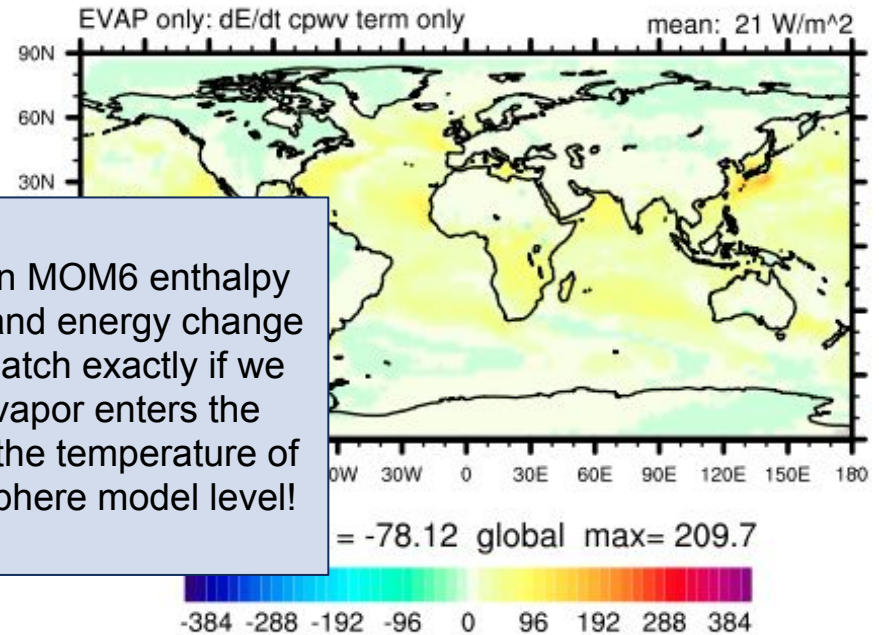 EVAP only: dE/dt cpwv term only mean: 21 W/m^2
90N
60N
30N
n MOM6 enthalpy
and energy change
atch exactly if we
vapor enters the
the temperature of
phere model level!
0W 30W 0 30E 60E 90E 120E 150E 180
= -78.12 global max= 209.7
-384 -288 -192 -96 0 96 192 288 384